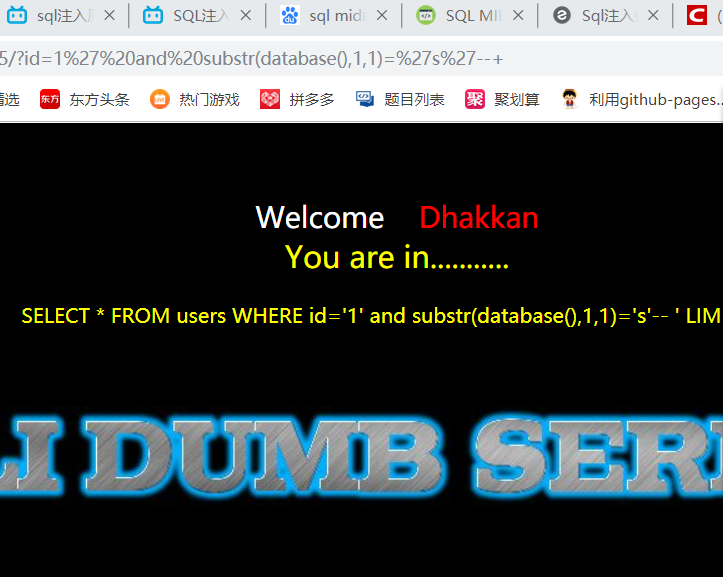 sql注入
SQL注入
sql mid
SQL MI
Sql注入
5/?id=1%27%20and%20substr(database(),1,1)=%27s%27--+
东方 东方头条 热门游戏 拼多多 题目列表 聚 聚划算 利用github-pages..
Welcome Dhakkan
You are in...........
SELECT * FROM users WHERE id='1' and substr(database(),1,1)='s'-- ' LIM
LI DUMB SERI